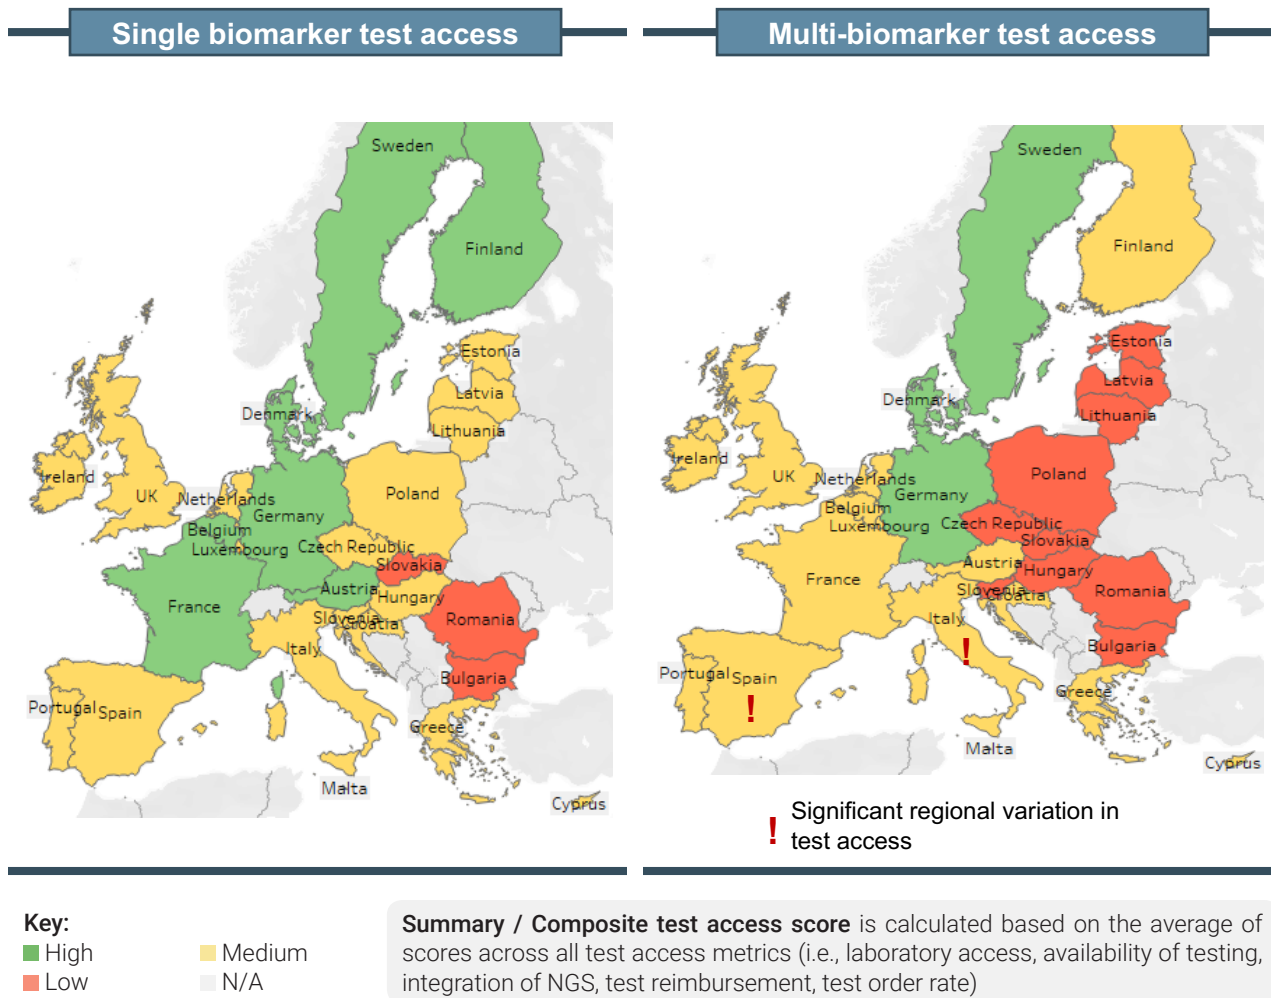 Single biomarker test access
Multi-biomarker test access
Sweden
Finland
Estonia
Latvia
Lithuania
Denmark
Ireland
UK
Netherlands
Poland
Germany
Belgium
Luxembourg
Czech Republic
Slovakia
Austria
Hungary
France
Slovenia
Croatia
Romania
Italy
Bulgaria
Portugal
Spain
Greece
Malta
Cyprus
Sweden
Finland
Estonia
Latvia
Denmark
Lithuania
Ireland
UK
Netherlands
Poland
Germany
Belgium
Luxembourg
Czech Republic
Slovakia
Austria
Hungary
France
Slovenia
Croatia
Romania
Italy
!
Bulgaria
Portugal
Spain
!
Greece
Malta
Cyprus
! Significant regional variation in
test access
Key:
High
Medium
Low
N/A
Summary / Composite test access score is calculated based on the average of
scores across all test access metrics (i.e., laboratory access, availability of testing,
integration of NGS, test reimbursement, test order rate)